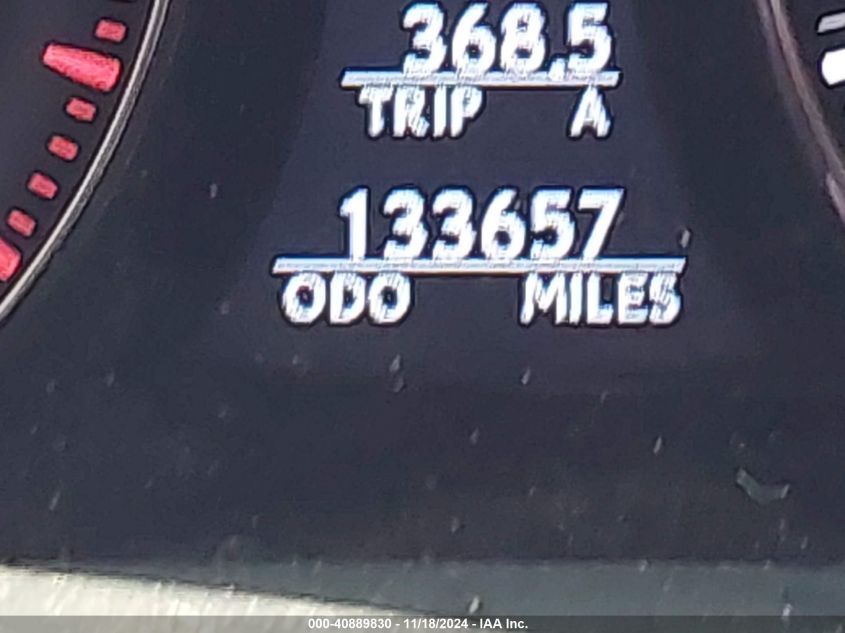 368.5
TRIP A
133657
ODO MILES
000-40889830 - 11/18/2024 - IAA Inc.